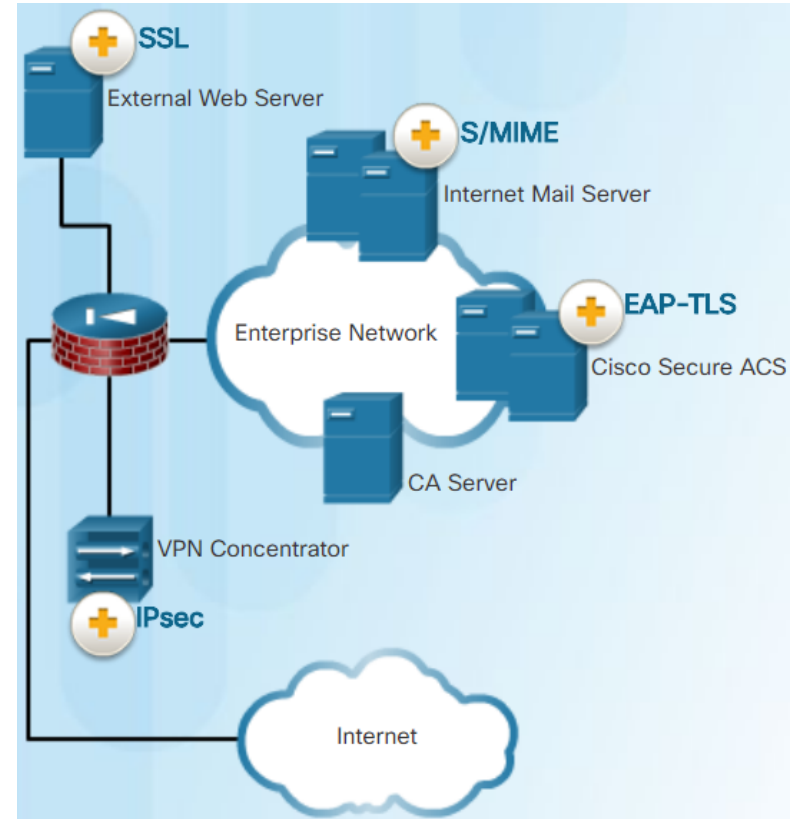 SSL
External Web Server
S/MIME
Internet Mail Server
EAP-TLS
Enterprise Network
Cisco Secure ACS
CA Server
VPN Concentrator
IPsec
Internet